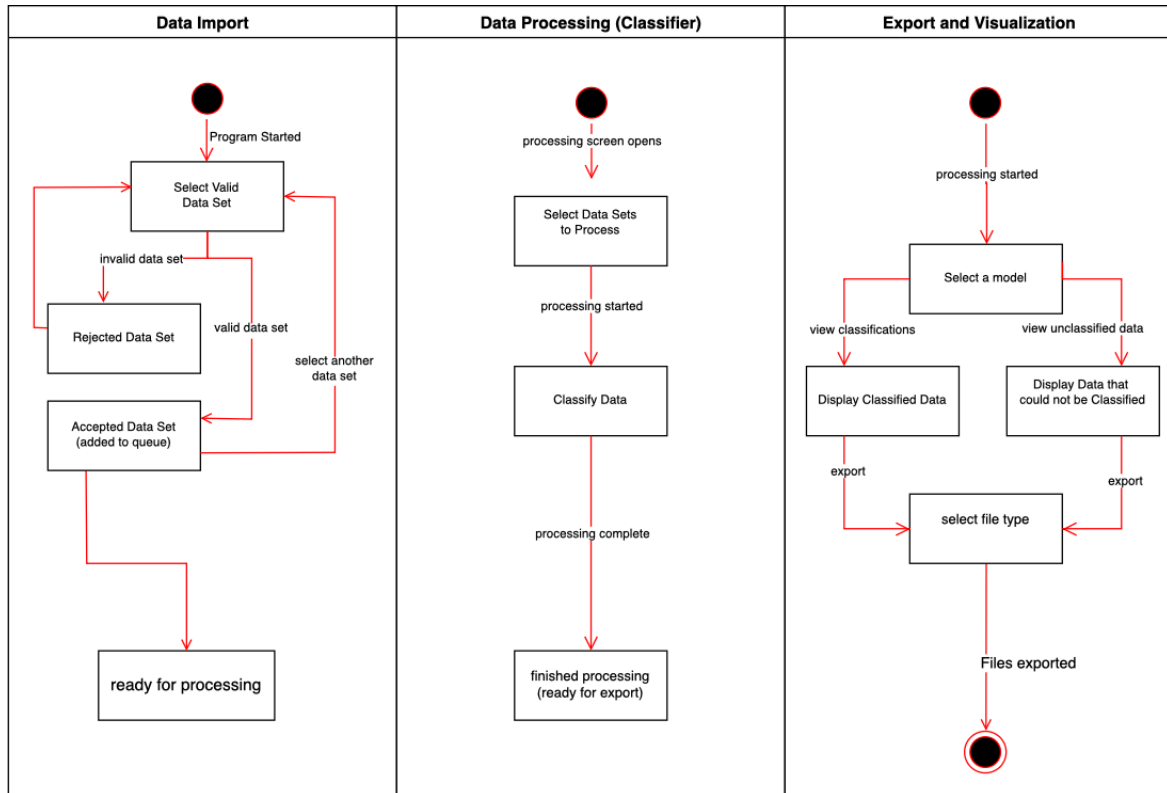 Data Import
Program Started
Select Valid
Data Set
invalid data set
Rejected Data Set
valid data set
select another
data set
Accepted Data Set
(added to queue)
ready for processing
Data Processing (Classifier)
processing screen opens
Select Data Sets
to Process
processing started
Classify Data
processing complete
finished processing
(ready for export)
Export and Visualization
processing started
Select a model
view classifications
view unclassified data
Display Classified Data
Display Data that
could not be Classified
export
export
select file type
Files exported